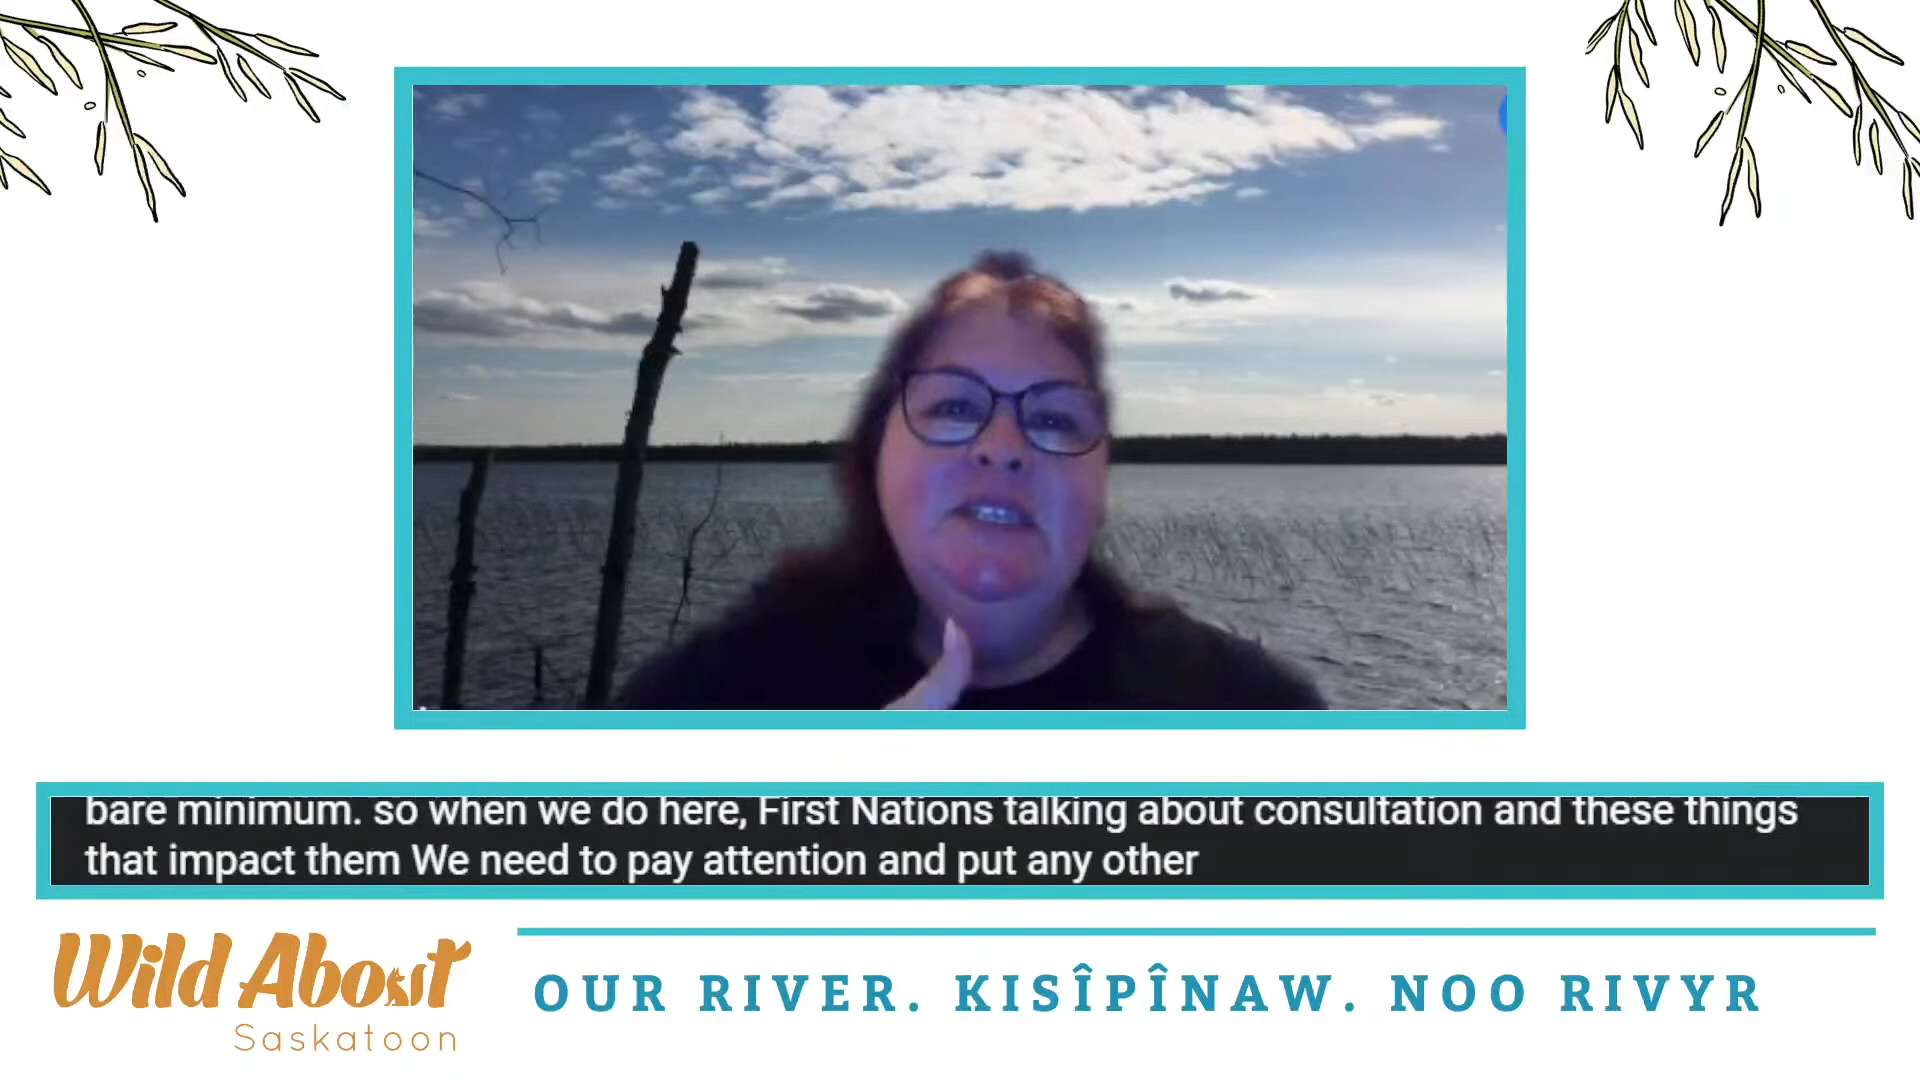 bare minimum. so when we do here, First Nations talking about consultation and these things
that impact them We need to pay attention and put any other
Wild About
Saskatoon
OUR RIVER. KISÎPÎNAW. NOO RIVYR